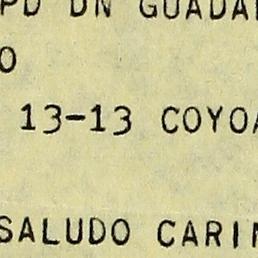 PD DN GUADA
O
13-13 COYOA
SALUDO CARI